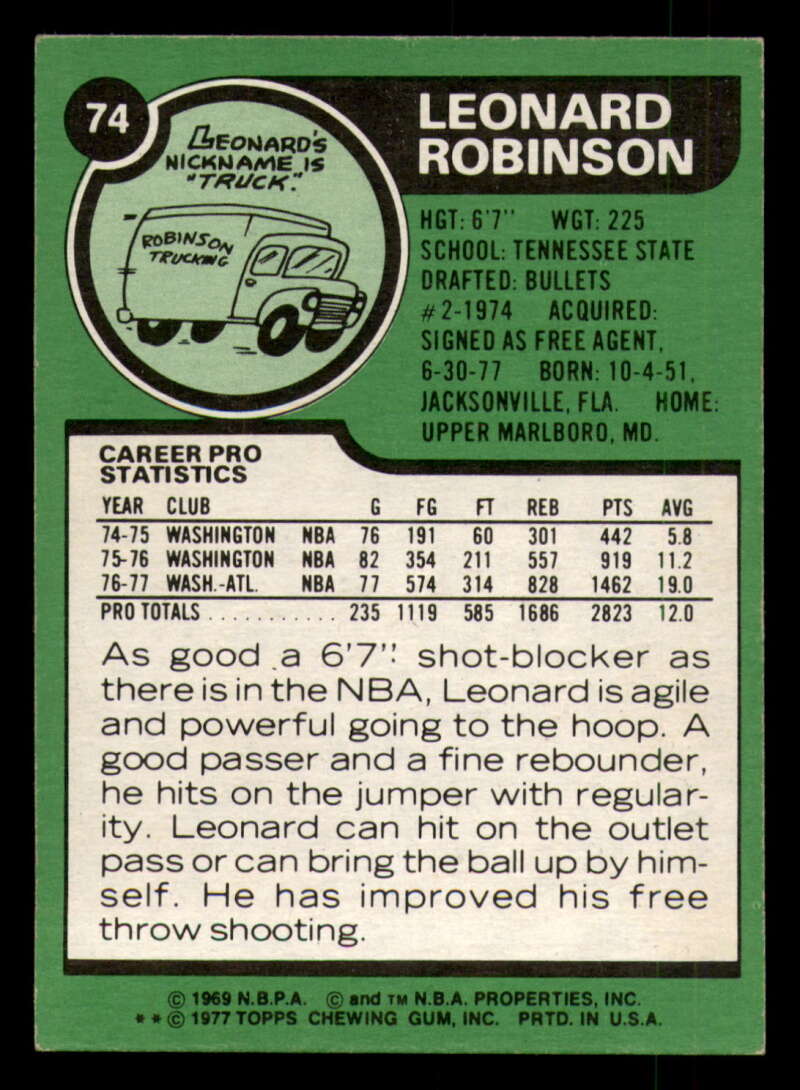 74
LEONARD'S
NICKNAME IS
"TRUCK."
ROBINSON
TRUCKING
LEONARD
ROBINSON
HGT: 6'7" WGT: 225
SCHOOL: TENNESSEE STATE
DRAFTED: BULLETS
#2-1974 ACQUIRED:
SIGNED AS FREE AGENT,
6-30-77 BORN: 10-4-51,
JACKSONVILLE, FLA. HOME:
UPPER MARLBORO, MD.
CAREER PRO
STATISTICS
YEAR CLUB G FG FT REB PTS AVG
74-75 WASHINGTON NBA 76 191 60 301 442 5.8
75-76 WASHINGTON NBA 82 354 211 557 919 11.2
76-77 WASH.-ATL. NBA 77 574 314 828 1462 19.0
PRO TOTALS . . . . . . . . . . . 235 1119 585 1686 2823 12.0
As good a 6'7" shot-blocker as
there is in the NBA, Leonard is agile
and powerful going to the hoop. A
good passer and a fine rebounder,
he hits on the jumper with regular-
ity. Leonard can hit on the outlet
pass or can bring the ball up by him-
self. He has improved his free
throw shooting.
© 1969 N.B.P.A. © and TM N.B.A. PROPERTIES, INC.
**© 1977 TOPPS CHEWING GUM, INC. PRTD. IN U.S.A.